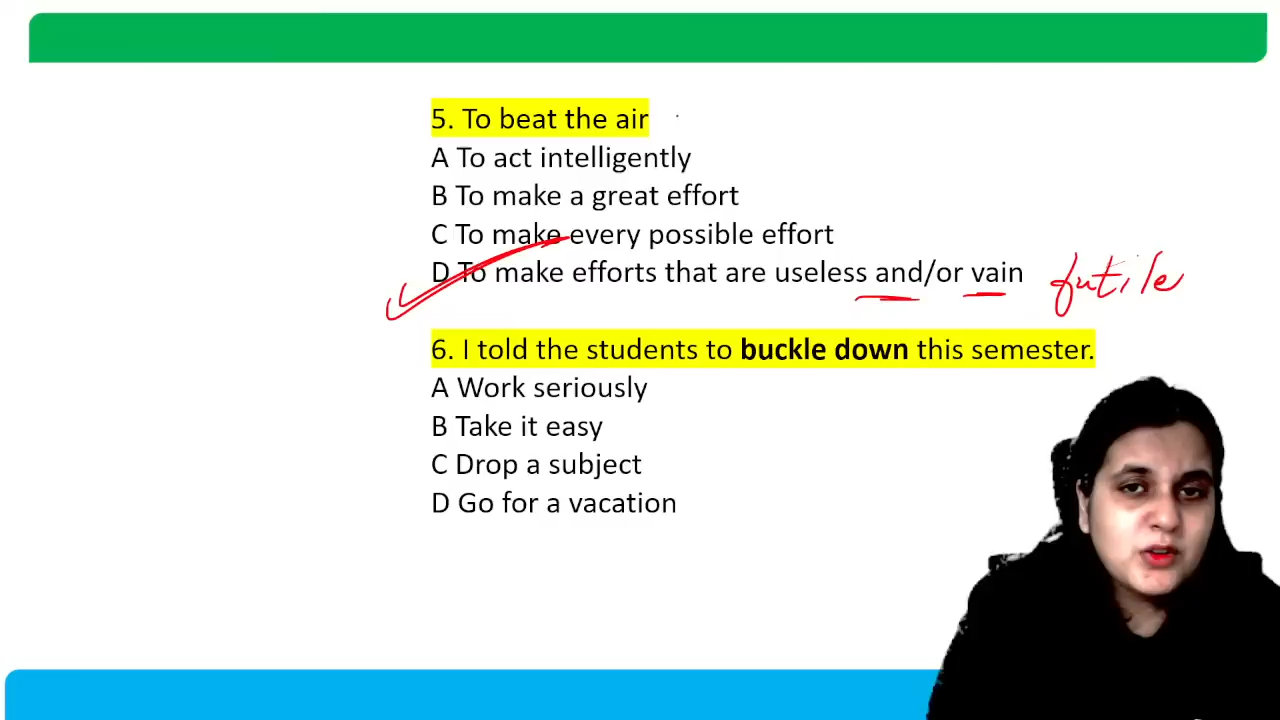 5. To beat the air
A To act intelligently
B To make a great effort
C To make every possible effort
D To make efforts that are useless and/or vain futile
6. I told the students to buckle down this semester.
A Work seriously
B Take it easy
C Drop a subject
D Go for a vacation